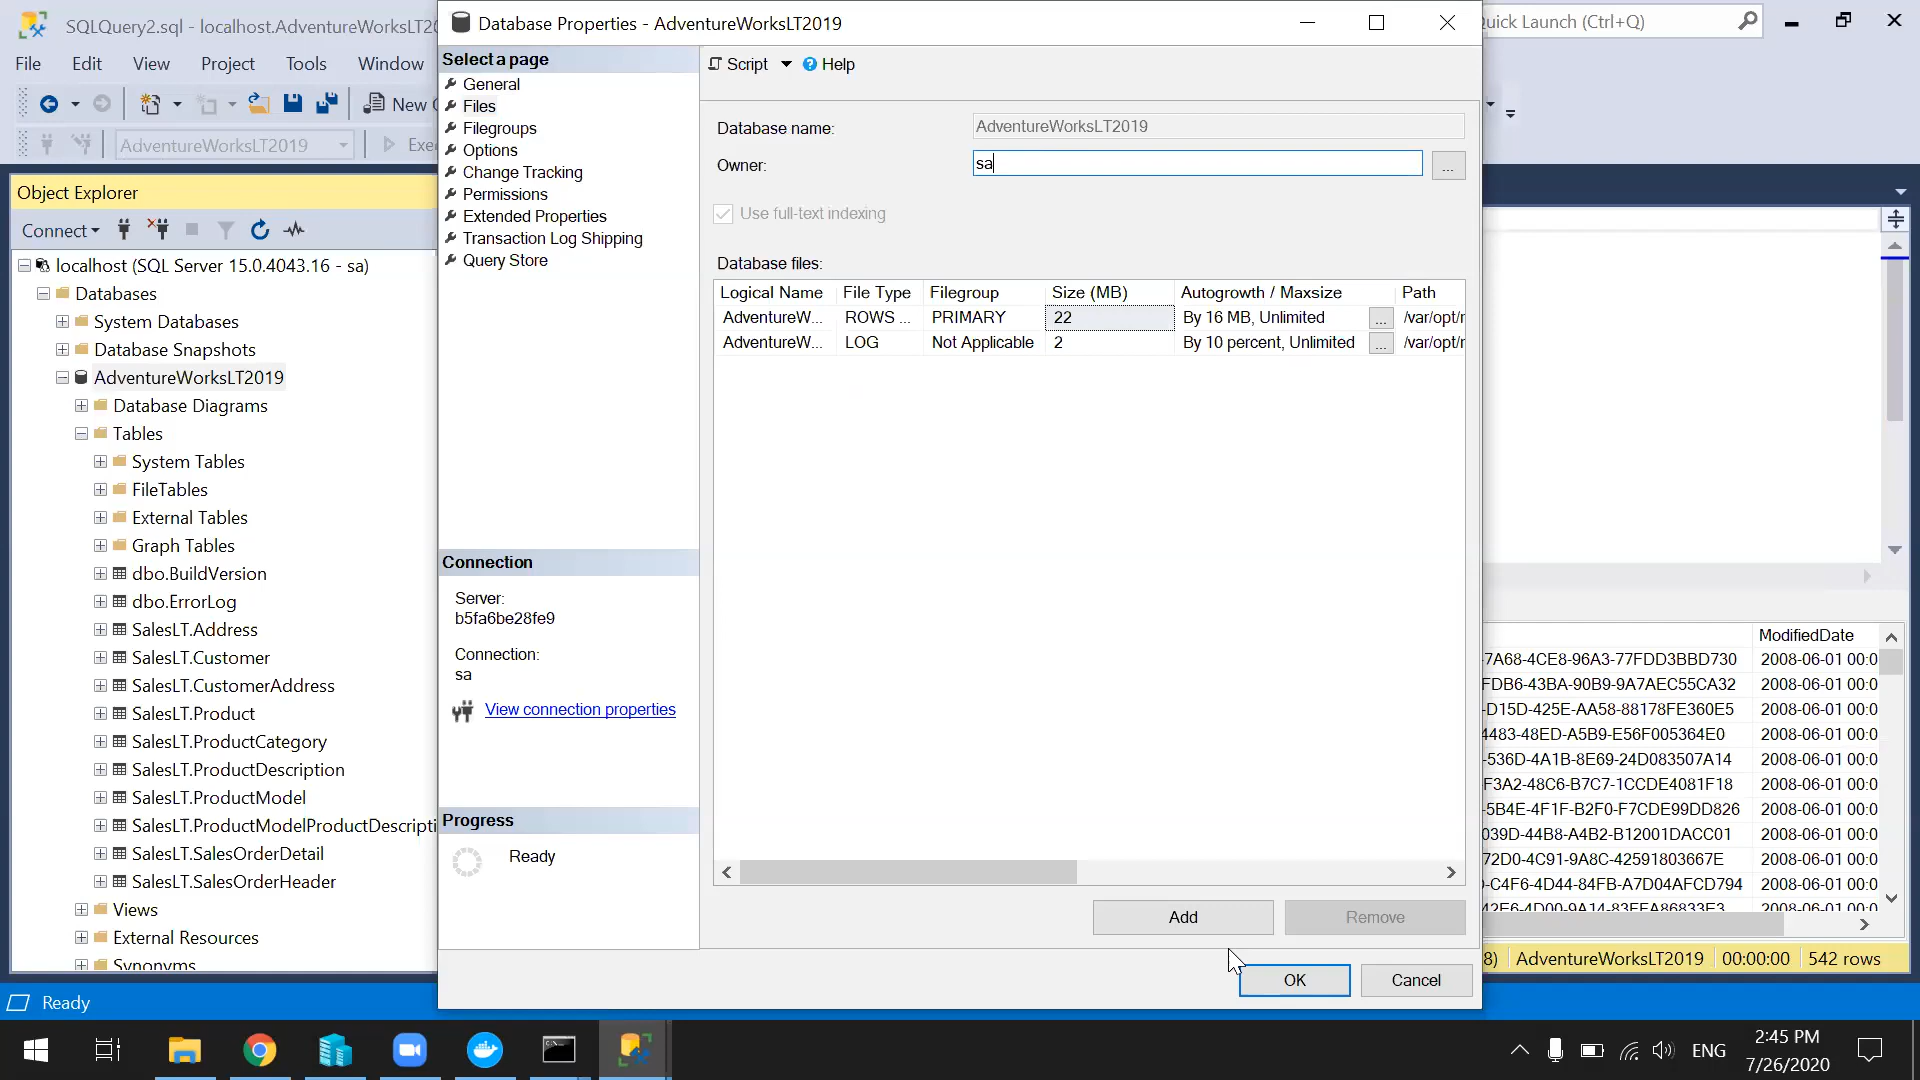 SQLQuery2.sql - localhost.AdventureWorksLT20
File Edit View Project Tools Window
New
AdventureWorksLT2019
Exe
Object Explorer
Connect
localhost (SQL Server 15.0.4043.16 - sa)
Databases
System Databases
Database Snapshots
AdventureWorksLT2019
Database Diagrams
Tables
System Tables
FileTables
External Tables
Graph Tables
dbo.BuildVersion
dbo.ErrorLog
SalesLT.Address
SalesLT.Customer
SalesLT.CustomerAddress
SalesLT.Product
SalesLT.ProductCategory
SalesLT.ProductDescription
SalesLT.ProductModel
SalesLT.ProductModelProductDescripti
SalesLT.SalesOrderDetail
SalesLT.SalesOrderHeader
Views
External Resources
Synonyms
Database Properties - AdventureWorksLT2019
Select a page
General
Files
Filegroups
Options
Change Tracking
Permissions
Extended Properties
Transaction Log Shipping
Query Store
Connection
Server:
b5fa6be28fe9
Connection:
sa
View connection properties
Progress
Ready
Script Help
Database name: AdventureWorksLT2019
Owner: sa ...
Use full-text indexing
Database files:
Logical Name File Type Filegroup Size (MB) Autogrowth / Maxsize Path
AdventureW... ROWS ... PRIMARY 22 By 16 MB, Unlimited ... /var/opt/r
AdventureW... LOG Not Applicable 2 By 10 percent, Unlimited ... /var/opt/r
Add Remove
OK Cancel
Quick Launch (Ctrl+Q)
ModifiedDate
-7A68-4CE8-96A3-77FDD3BBD730 2008-06-01 00:0
FDB6-43BA-90B9-9A7AEC55CA32 2008-06-01 00:0
-D15D-425E-AA58-88178FE360E5 2008-06-01 00:0
4483-48ED-A5B9-E56F005364E0 2008-06-01 00:0
-536D-4A1B-8E69-24D083507A14 2008-06-01 00:0
F3A2-48C6-B7C7-1CCDE4081F18 2008-06-01 00:0
-5B4E-4F1F-B2F0-F7CDE99DD826 2008-06-01 00:0
039D-44B8-A4B2-B12001DACC01 2008-06-01 00:0
72D0-4C91-9A8C-42591803667E 2008-06-01 00:0
-C4F6-4D44-84FB-A7D04AFCD794 2008-06-01 00:0
2008-06-01 00:0
8) AdventureWorksLT2019 00:00:00 542 rows
Ready
ENG
2:45 PM
7/26/2020